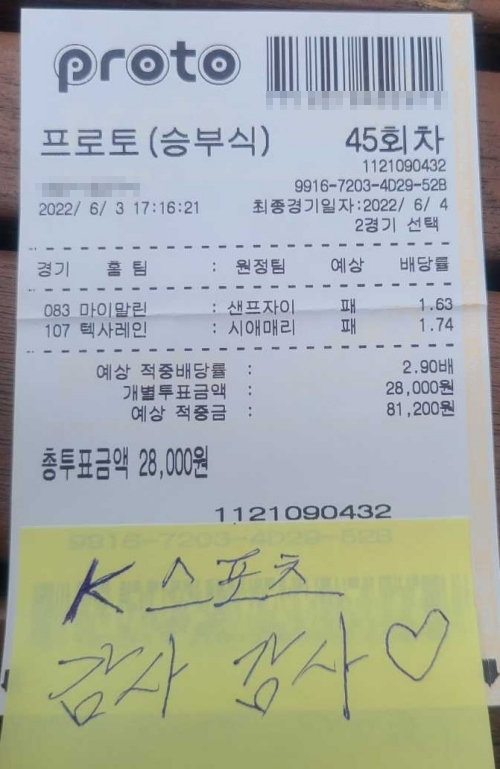 proto
프로토(승부식) 45회차
1121090432
9916-7203-4D29-52B
2022/ 6/ 3 17:16:21 최종경기일자:2022/ 6/ 4
2경기 선택
경기 홈 팀 : 원정팀 예상 배당률
083 마이말린 : 샌프자이 패 1.63
107 텍사레인 : 시애매리 패 1.74
예상 적중배당률 : 2.90배
개별투표금액 : 28,000원
예상 적중금 : 81,200원
총투표금액 28,000원
1121090432
9916-7203-4D29-52B
K 스포츠
감사 감사♡